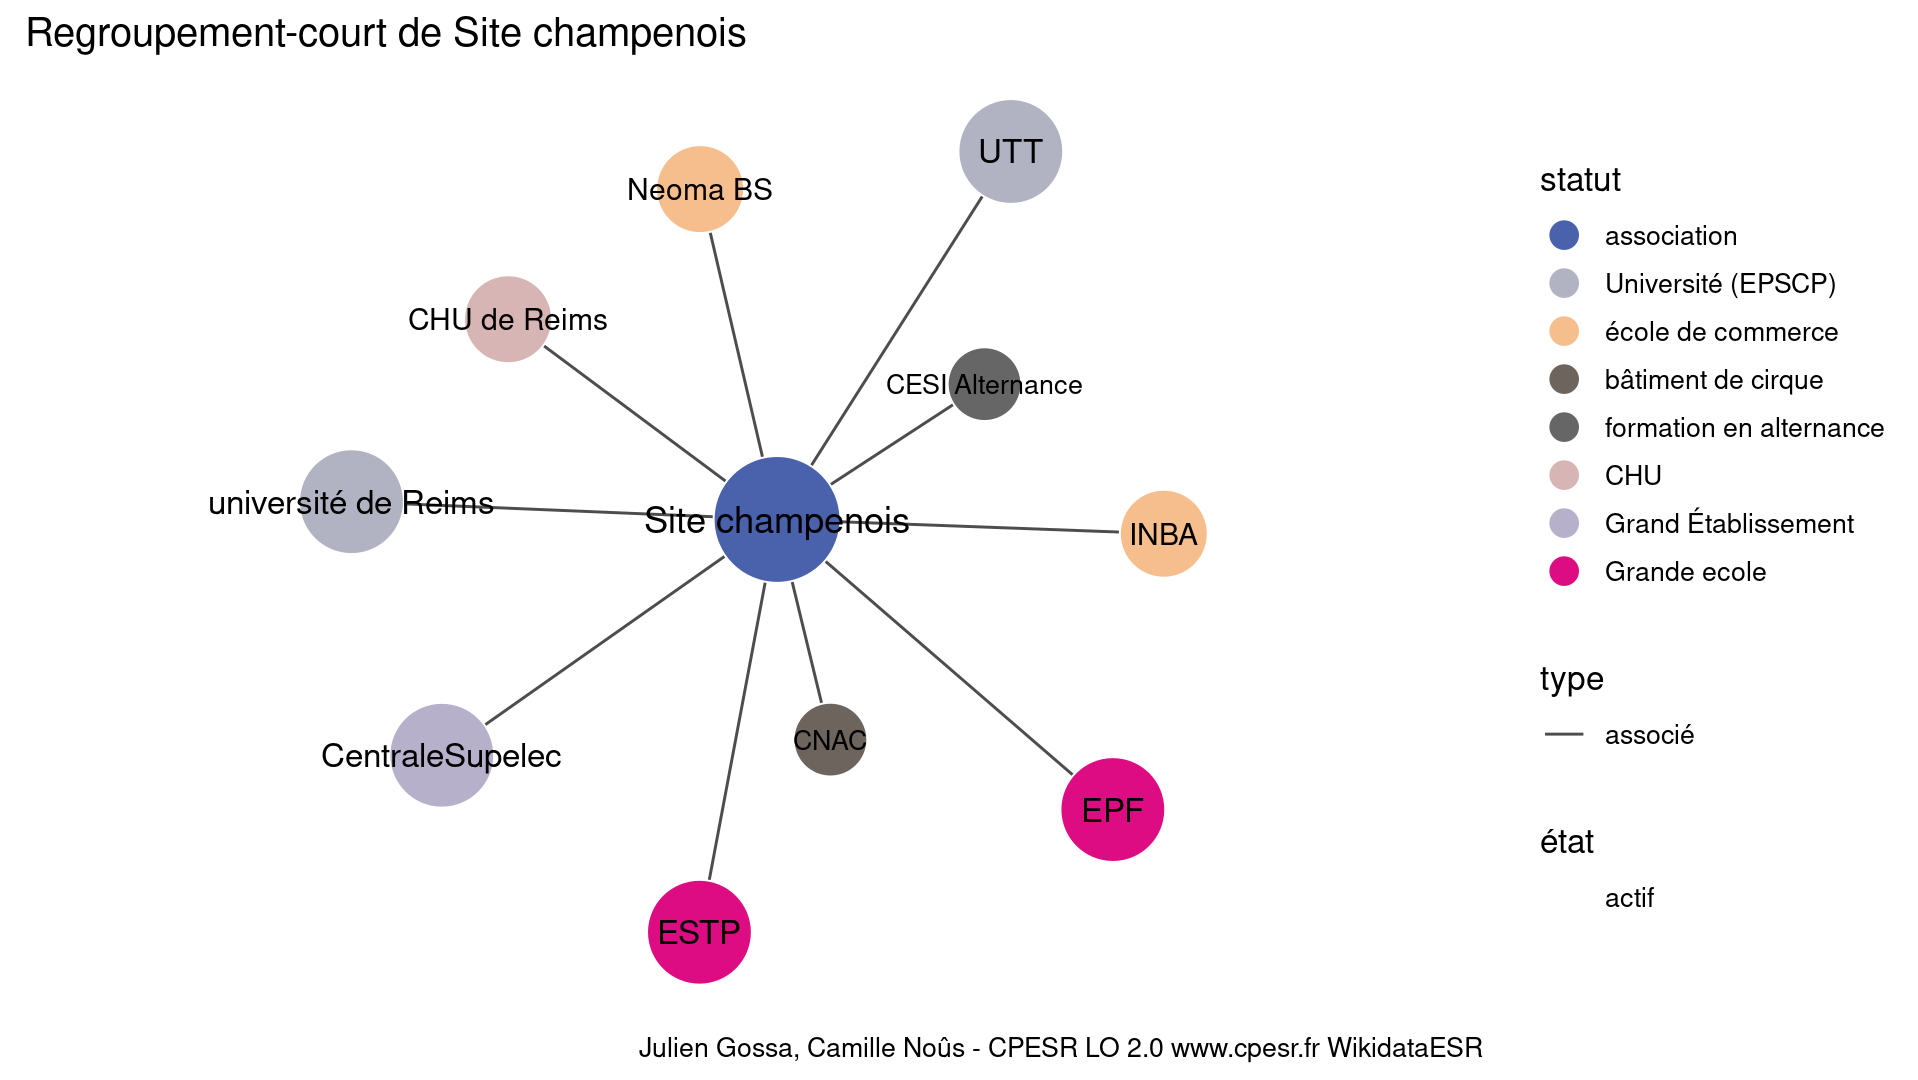 Regroupement-court de Site champenois
UTT
Neoma BS
CHU de Reims
CESI Alternance
université de Reims
Site champenois
INBA
CentraleSupelec
CNAC
EPF
ESTP
statut
association
Université (EPSCP)
école de commerce
bâtiment de cirque
formation en alternance
CHU
Grand Établissement
Grande ecole
type
associé
état
actif
Julien Gossa, Camille Noûs - CPESR LO 2.0 www.cpesr.fr WikidataESR